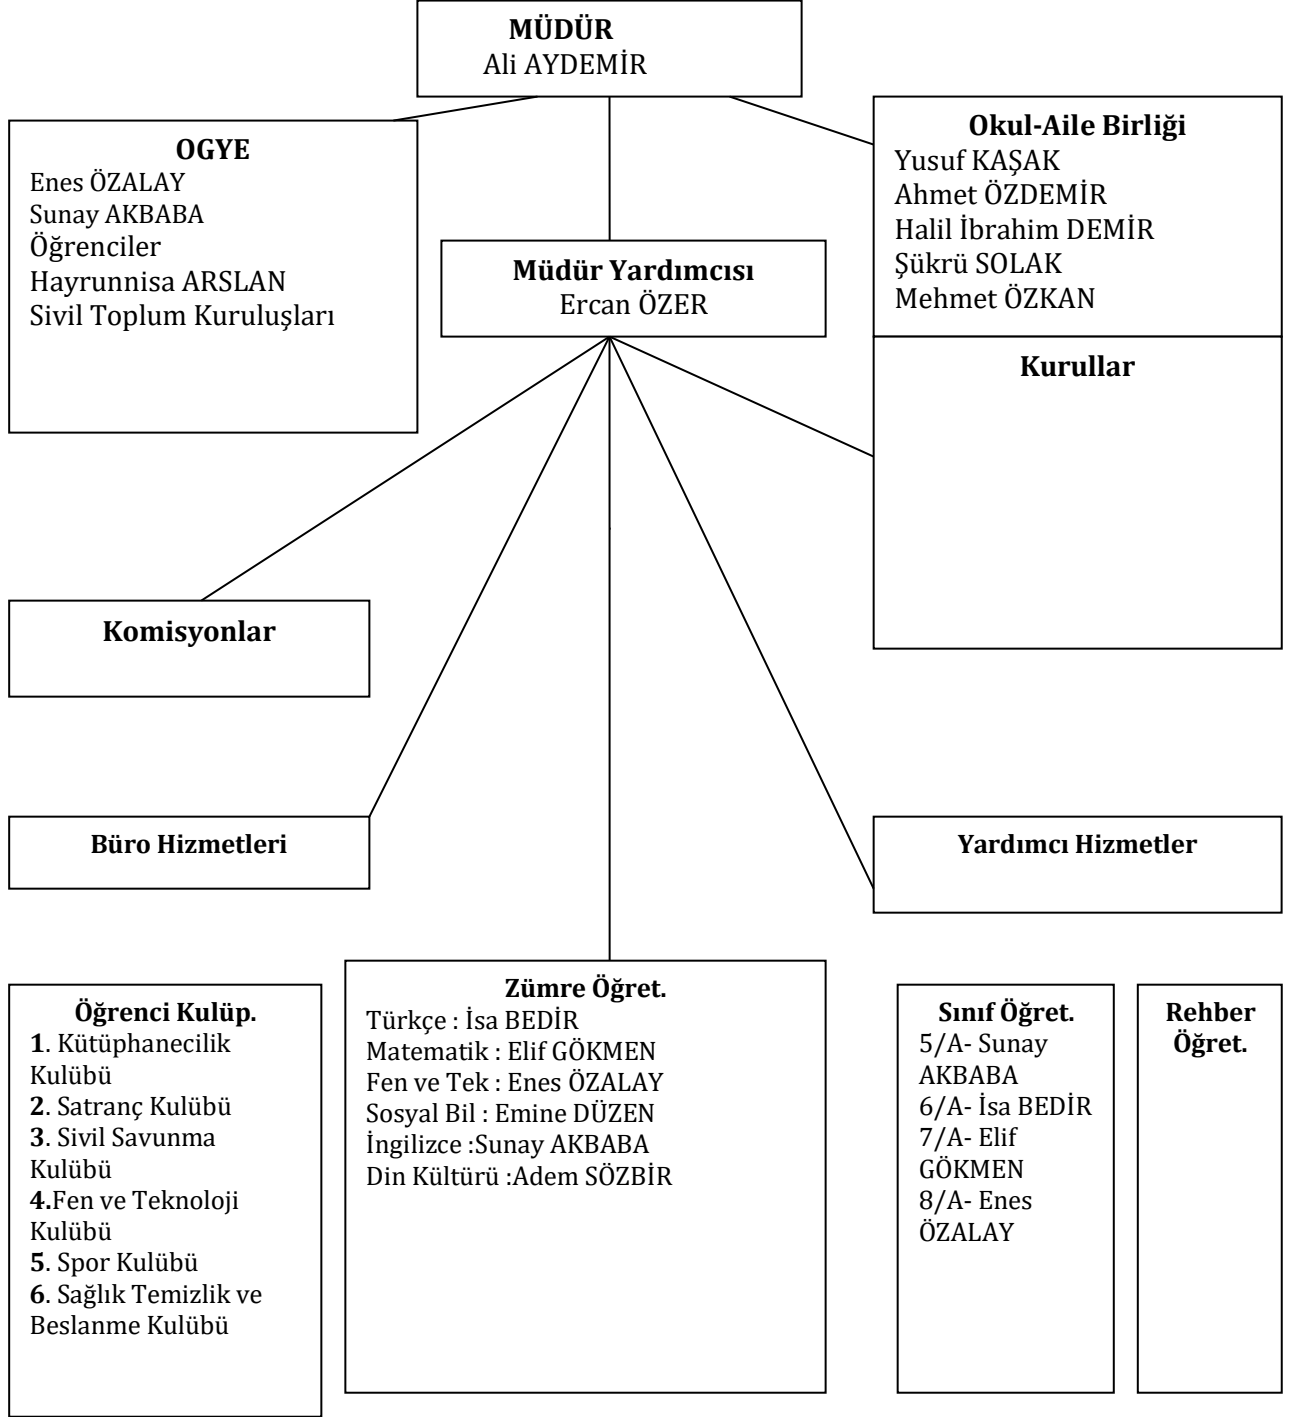 MÜDÜR
Ali AYDEMİR
OGYE
Enes ÖZALAY
Sunay AKBABA
Öğrenciler
Hayrunnisa ARSLAN
Sivil Toplum Kuruluşları
Okul-Aile Birliği
Yusuf KAŞAK
Ahmet ÖZDEMİR
Halil İbrahim DEMİR
Şükrü SOLAK
Mehmet ÖZKAN
Müdür Yardımcısı
Ercan ÖZER
Kurullar
Komisyonlar
Büro Hizmetleri
Yardımcı Hizmetler
Öğrenci Kulüp.
1. Kütüphanecilik
Kulübü
2. Satranç Kulübü
3. Sivil Savunma
Kulübü
4.Fen ve Teknoloji
Kulübü
5. Spor Kulübü
6. Sağlık Temizlik ve
Beslanme Kulübü
Zümre Öğret.
Türkçe : İsa BEDİR
Matematik : Elif GÖKMEN
Fen ve Tek : Enes ÖZALAY
Sosyal Bil : Emine DÜZEN
İngilizce :Sunay AKBABA
Din Kültürü :Adem SÖZBİR
Sınıf Öğret.
5/A- Sunay
AKBABA
6/A- İsa BEDİR
7/A- Elif
GÖKMEN
8/A- Enes
ÖZALAY
Rehber
Öğret.